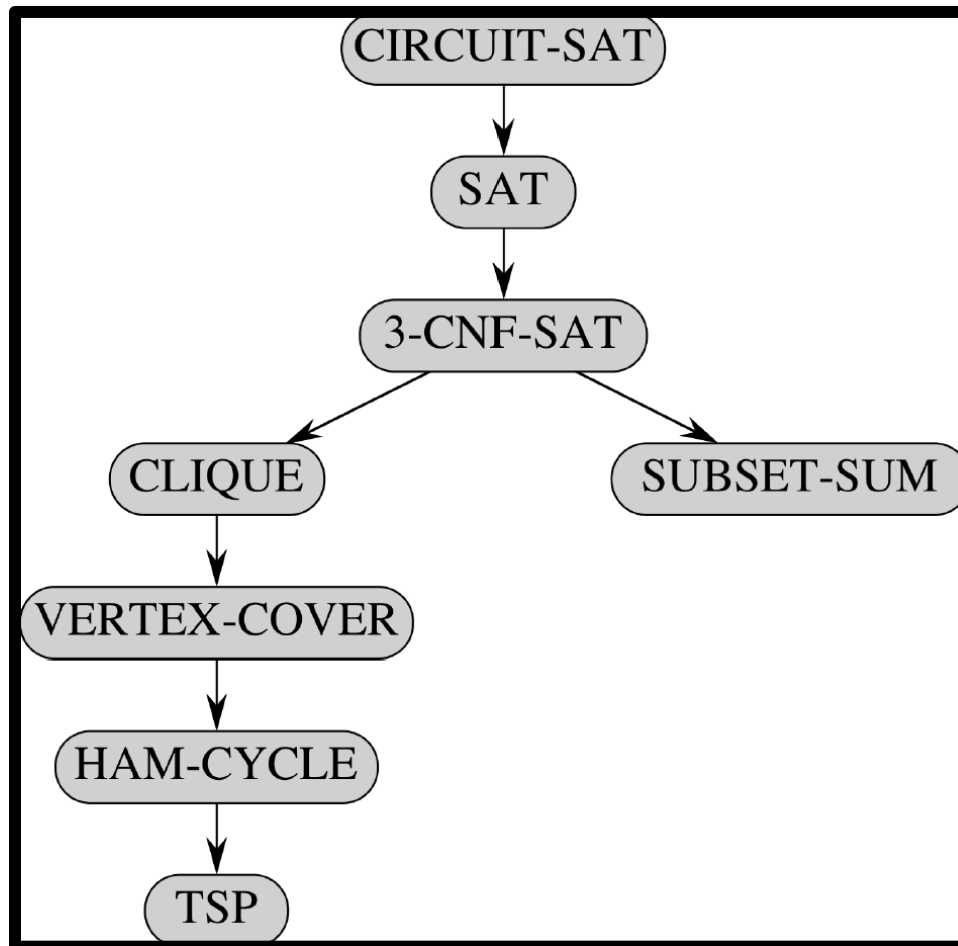 CIRCUIT-SAT
SAT
3-CNF-SAT
CLIQUE
SUBSET-SUM
VERTEX-COVER
HAM-CYCLE
TSP